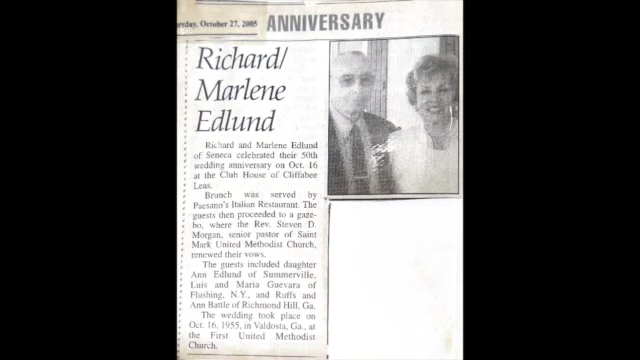 October 27, 2005
ANNIVERSARY
Richard/
Marlene
Edlund
Richard and Marlene Edlund
of Seneca celebrated their 50th
wedding anniversary on Oct. 16
at the Club House of Cliffabee
Leas.
Brunch was served by
Paesano's Italian Restaurant. The
guests then proceeded to a gaze-
bo, where the Rev. Steven D.
Morgan, senior pastor of Saint
Mark United Methodist Church,
renewed their vows.
The guests included daughter
Ann Edlund of Summerville,
Luis and Maria Guevara of
Flushing, N.Y., and Ruffs and
Ann Battle of Richmond Hill, Ga.
The wedding took place on
Oct. 16, 1955, in Valdosta, Ga., at
the First United Methodist
Church.